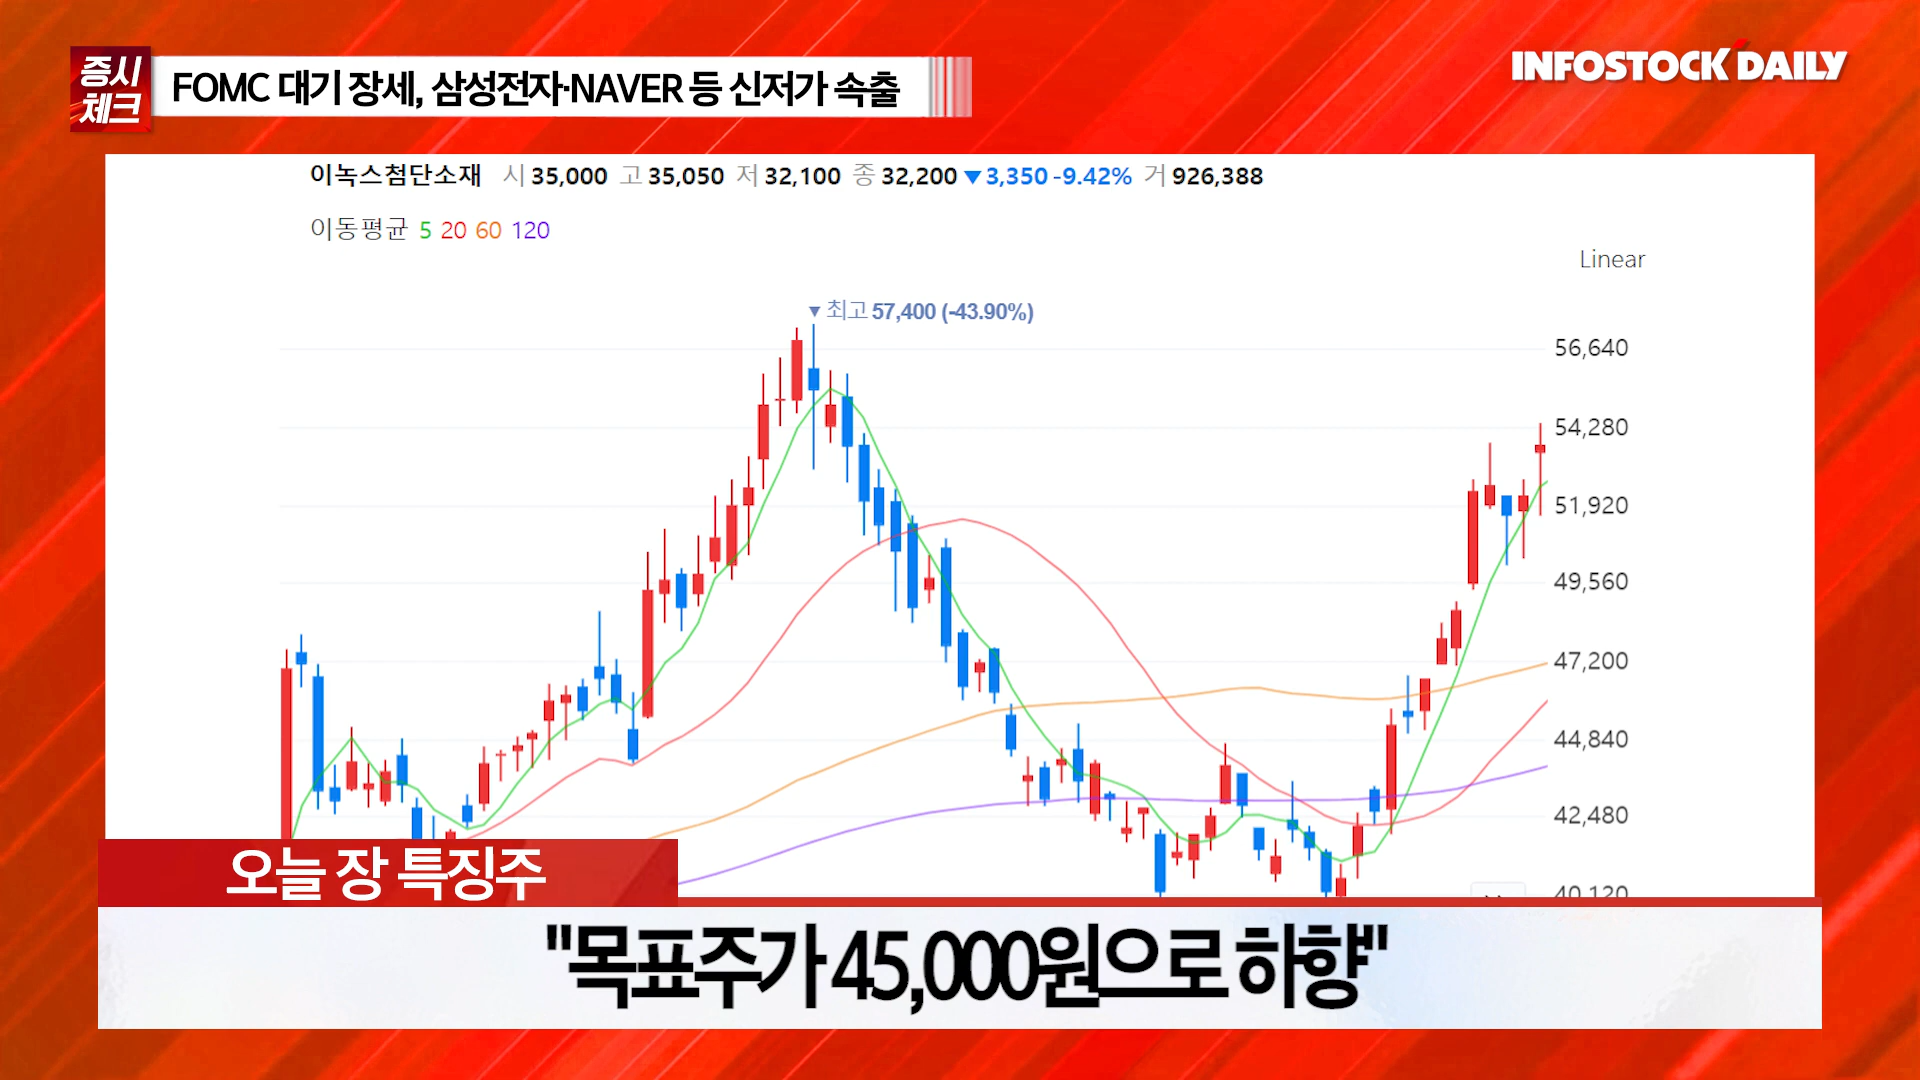 증시
체크
FOMC 대기 장세, 삼성전자·NAVER 등 신저가 속출
INFOSTOCK DAILY
이녹스첨단소재 시 35,000 고 35,050 저 32,100 종 32,200 ▼3,350 -9.42% 거 926,388
이동평균 5 20 60 120
Linear
▼최고 57,400 (-43.90%)
56,640
54,280
51,920
49,560
47,200
44,840
42,480
40,120
오늘 장 특징주
"목표주가 45,000원으로 하향"